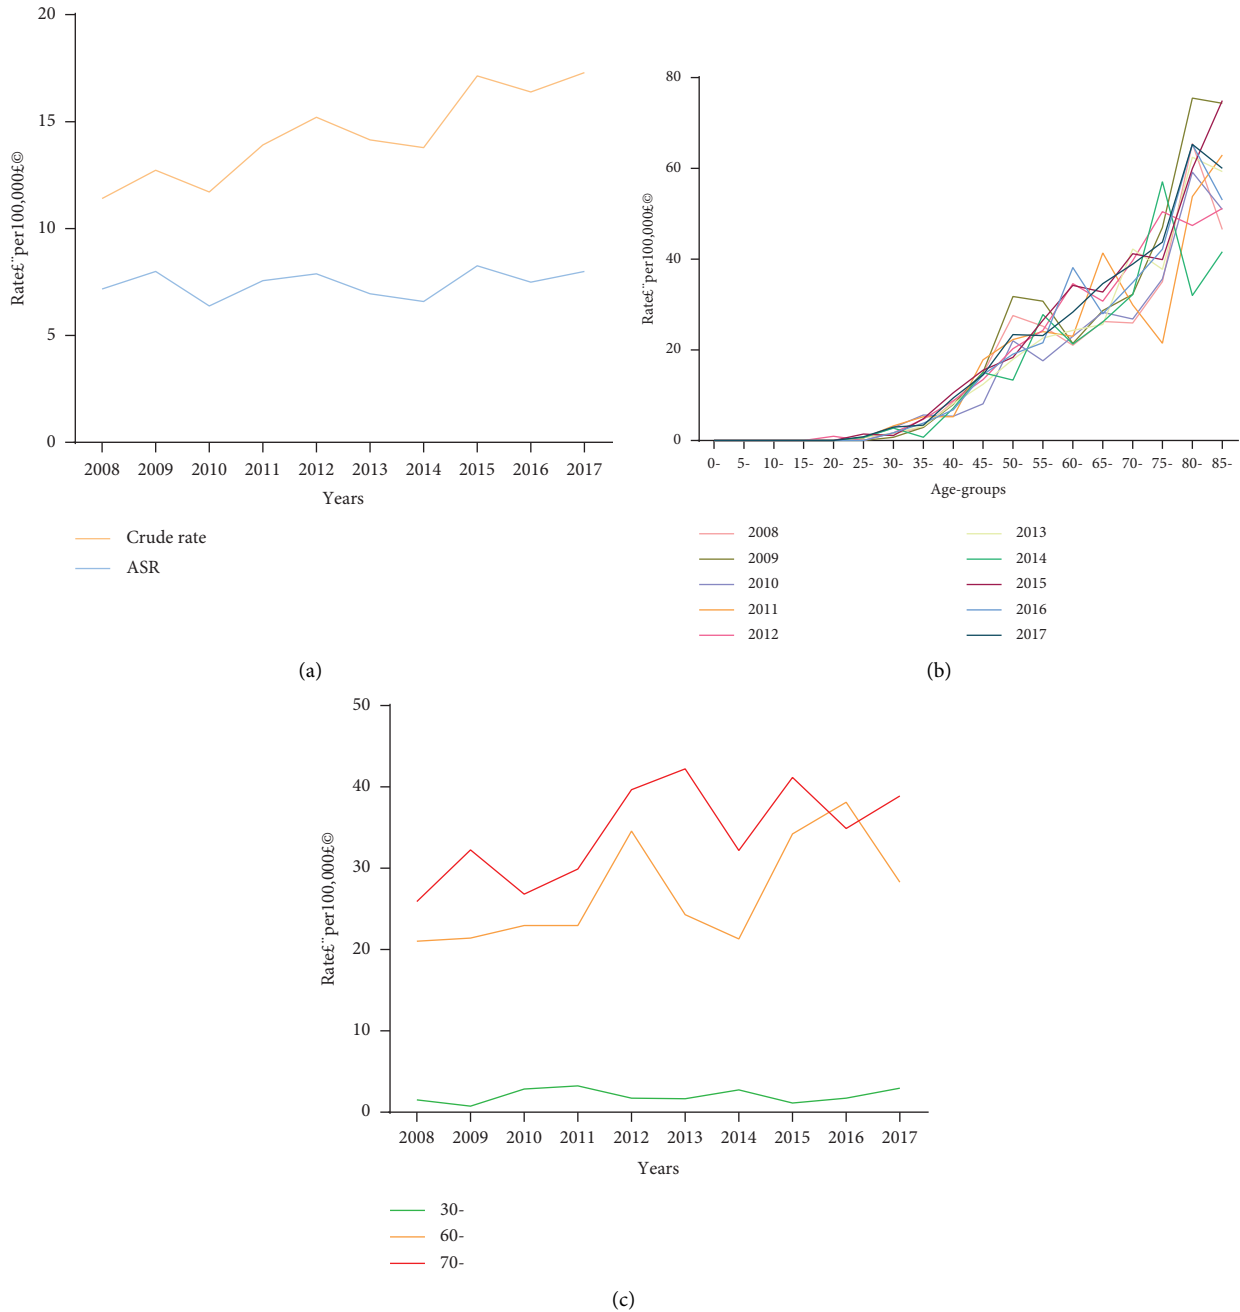 20
15
10
5
0
Rate£¨per100,000£©
2008 2009 2010 2011 2012 2013 2014 2015 2016 2017
Years
Crude rate
ASR
(a)
80
60
40
20
0
Rate£¨per100,000£©
0- 5- 10- 15- 20- 25- 30- 35- 40- 45- 50- 55- 60- 65- 70- 75- 80- 85-
Age-groups
2008
2009
2010
2011
2012
2013
2014
2015
2016
2017
(b)
50
40
30
20
10
0
Rate£¨per100,000£©
2008 2009 2010 2011 2012 2013 2014 2015 2016 2017
Years
30-
60-
70-
(c)